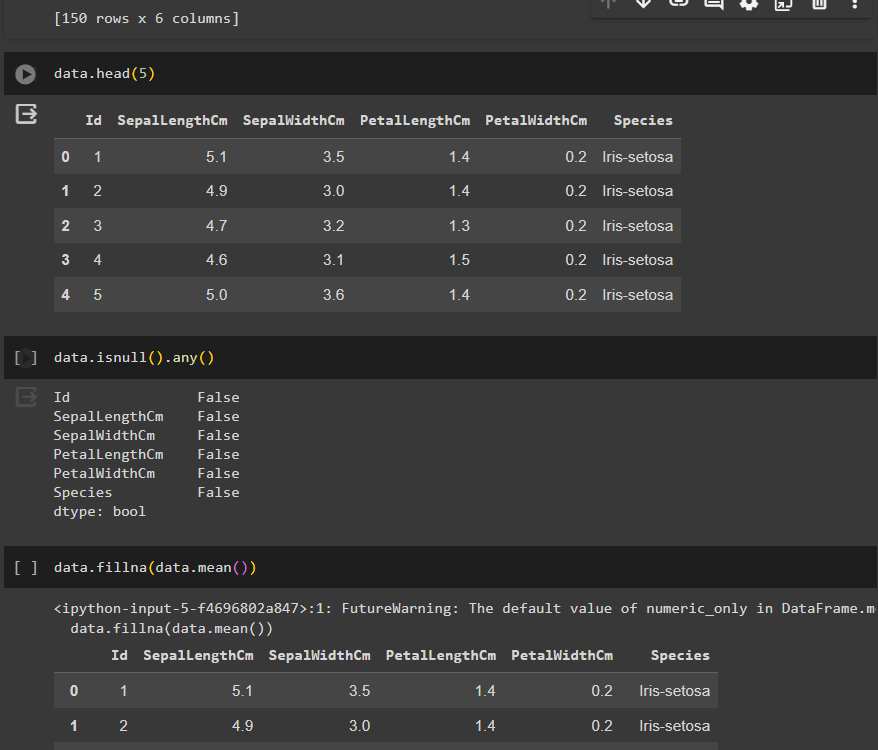 [150 rows x 6 columns]
data.head(5)
Id SepalLengthCm SepalWidthCm PetalLengthCm PetalWidthCm Species
0 1 5.1 3.5 1.4 0.2 Iris-setosa
1 2 4.9 3.0 1.4 0.2 Iris-setosa
2 3 4.7 3.2 1.3 0.2 Iris-setosa
3 4 4.6 3.1 1.5 0.2 Iris-setosa
4 5 5.0 3.6 1.4 0.2 Iris-setosa
[ ] data.isnull().any()
Id False
SepalLengthCm False
SepalWidthCm False
PetalLengthCm False
PetalWidthCm False
Species False
dtype: bool
[ ] data.fillna(data.mean())
<ipython-input-5-f4696802a847>:1: FutureWarning: The default value of numeric_only in DataFrame.m
data.fillna(data.mean())
Id SepalLengthCm SepalWidthCm PetalLengthCm PetalWidthCm Species
0 1 5.1 3.5 1.4 0.2 Iris-setosa
1 2 4.9 3.0 1.4 0.2 Iris-setosa